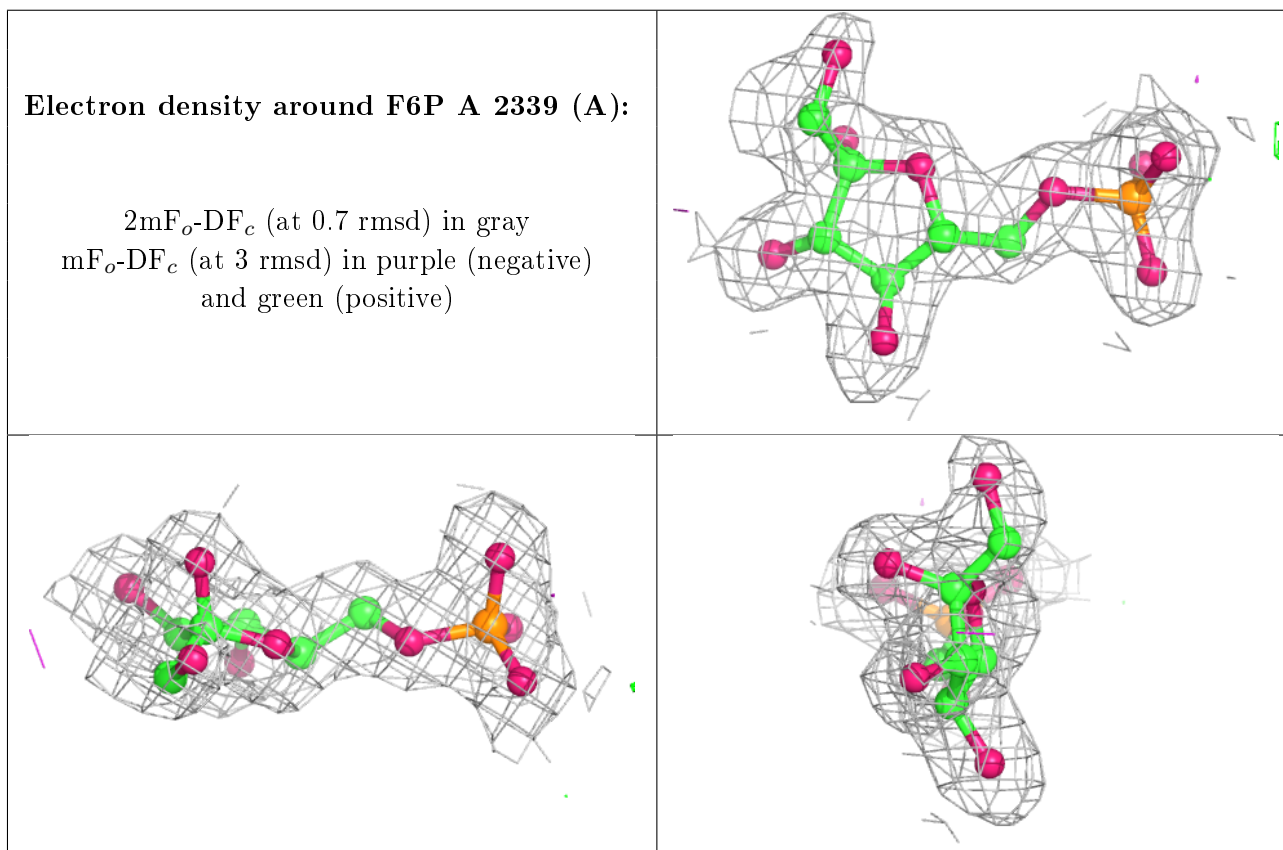 Electron density around F6P A 2339 (A):
2mFₒ-DF𝒸 (at 0.7 rmsd) in gray
mFₒ-DF𝒸 (at 3 rmsd) in purple (negative)
and green (positive)